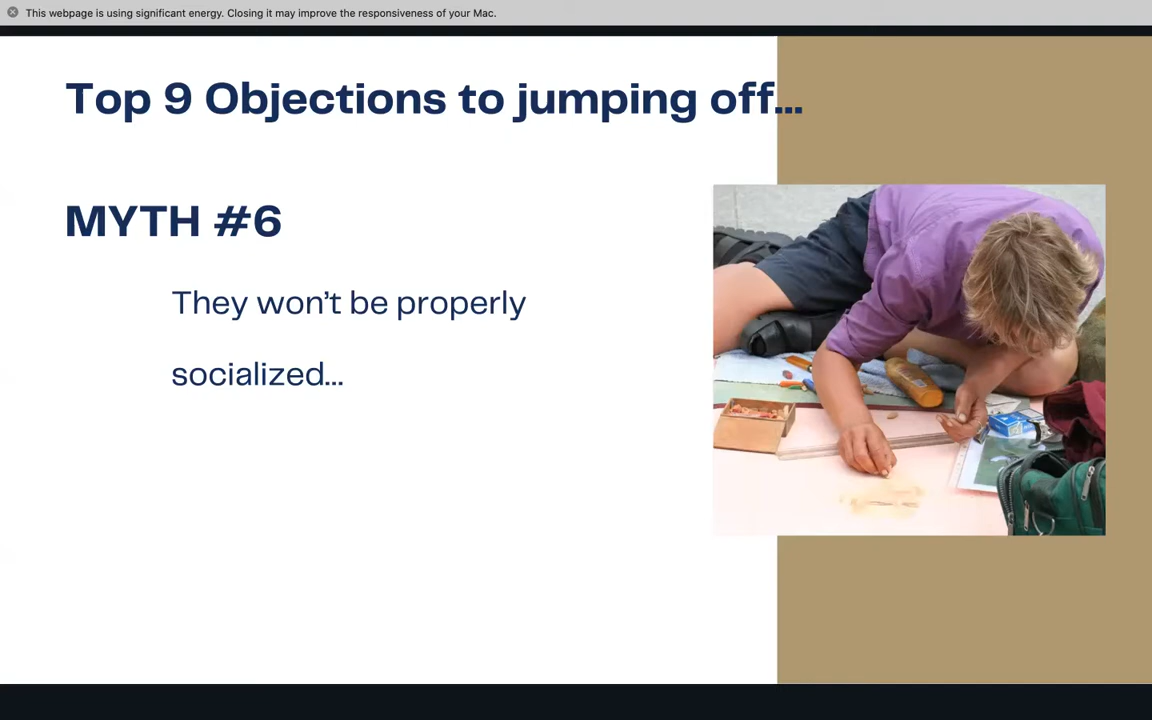 This webpage is using significant energy. Closing it may improve the responsiveness of your Mac.
Top 9 Objections to jumping off...
MYTH #6
They won’t be properly
socialized...